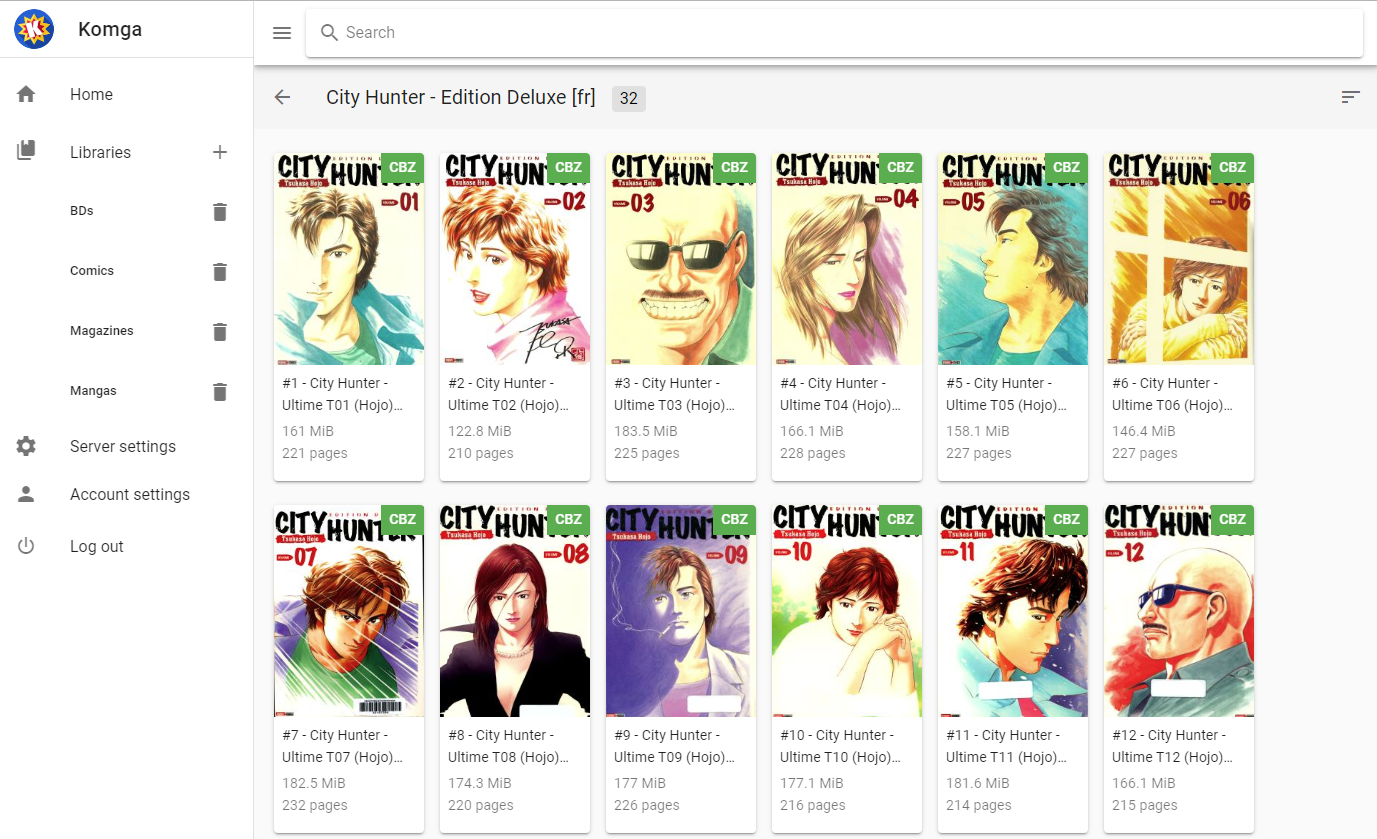 Komga
Search
Home
City Hunter - Edition Deluxe [fr] 32
Libraries
BDs
Comics
Magazines
Mangas
Server settings
Account settings
Log out
CITY HUNTER
CBZ
Tsukasa Hojo
VOLUME 01
#1 - City Hunter -
Ultime T01 (Hojo)...
161 MiB
221 pages
CITY HUNTER
CBZ
Tsukasa Hojo
VOLUME 02
#2 - City Hunter -
Ultime T02 (Hojo)...
122.8 MiB
210 pages
CITY HUNTER
CBZ
Tsukasa Hojo
VOLUME 03
#3 - City Hunter -
Ultime T03 (Hojo)...
183.5 MiB
225 pages
CITY HUNTER
CBZ
Tsukasa Hojo
VOLUME 04
#4 - City Hunter -
Ultime T04 (Hojo)...
166.1 MiB
228 pages
CITY HUNTER
CBZ
Tsukasa Hojo
VOLUME 05
#5 - City Hunter -
Ultime T05 (Hojo)...
158.1 MiB
227 pages
CITY HUNTER
CBZ
Tsukasa Hojo
VOLUME 06
#6 - City Hunter -
Ultime T06 (Hojo)...
146.4 MiB
227 pages
CITY HUNTER
CBZ
Tsukasa Hojo
VOLUME 07
#7 - City Hunter -
Ultime T07 (Hojo)...
182.5 MiB
232 pages
CITY HUNTER
CBZ
Tsukasa Hojo
VOLUME 08
#8 - City Hunter -
Ultime T08 (Hojo)...
174.3 MiB
220 pages
CITY HUNTER
CBZ
Tsukasa Hojo
VOLUME 09
#9 - City Hunter -
Ultime T09 (Hojo)...
177 MiB
226 pages
CITY HUNTER
CBZ
Tsukasa Hojo
VOLUME 10
#10 - City Hunter -
Ultime T10 (Hojo)...
177.1 MiB
216 pages
CITY HUNTER
CBZ
Tsukasa Hojo
VOLUME 11
#11 - City Hunter -
Ultime T11 (Hojo)...
181.6 MiB
214 pages
CITY HUNTER
CBZ
Tsukasa Hojo
VOLUME 12
#12 - City Hunter -
Ultime T12 (Hojo)...
166.1 MiB
215 pages